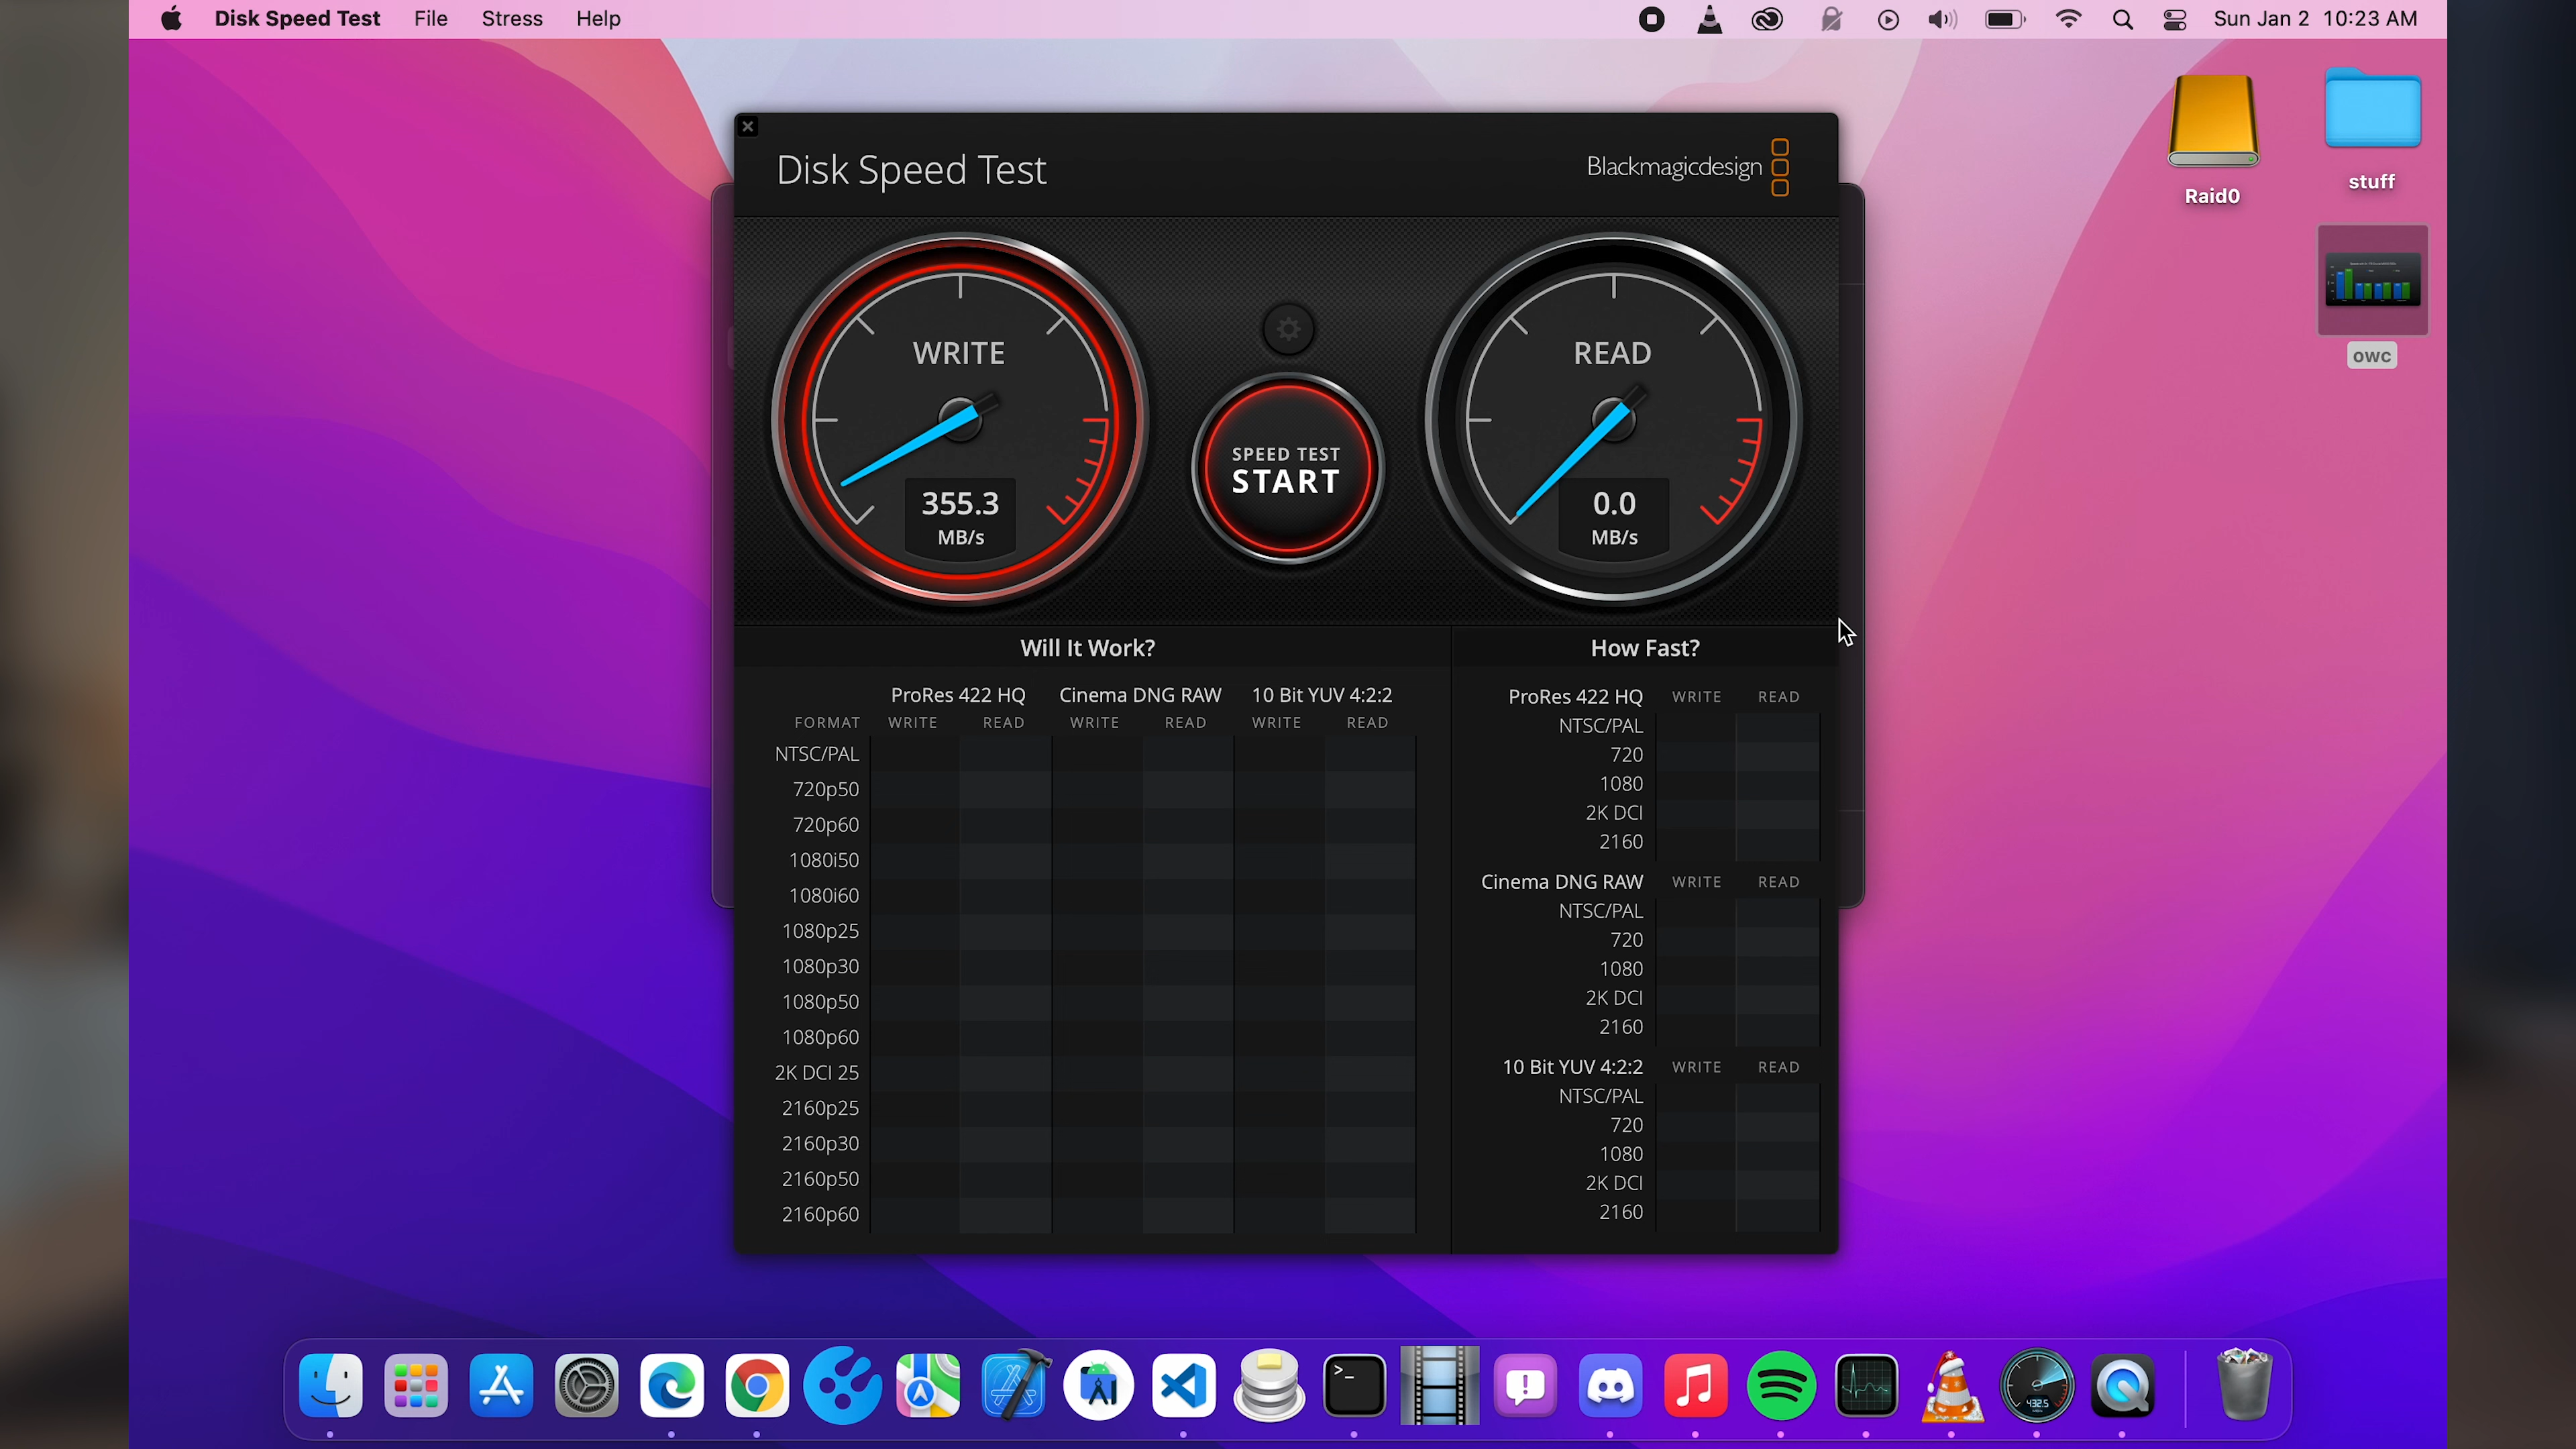 Disk Speed Test File Stress Help Sun Jan 2 10:23 AM
Raid0
stuff
owc
Disk Speed Test
Blackmagicdesign
WRITE
355.3
MB/s
SPEED TEST
START
READ
0.0
MB/s
Will It Work?
ProRes 422 HQ Cinema DNG RAW 10 Bit YUV 4:2:2
FORMAT WRITE READ WRITE READ WRITE READ
NTSC/PAL
720p50
720p60
1080i50
1080i60
1080p25
1080p30
1080p50
1080p60
2K DCI 25
2160p25
2160p30
2160p50
2160p60
How Fast?
ProRes 422 HQ WRITE READ
NTSC/PAL
720
1080
2K DCI
2160
Cinema DNG RAW WRITE READ
NTSC/PAL
720
1080
2K DCI
2160
10 Bit YUV 4:2:2 WRITE READ
NTSC/PAL
720
1080
2K DCI
2160
432.5